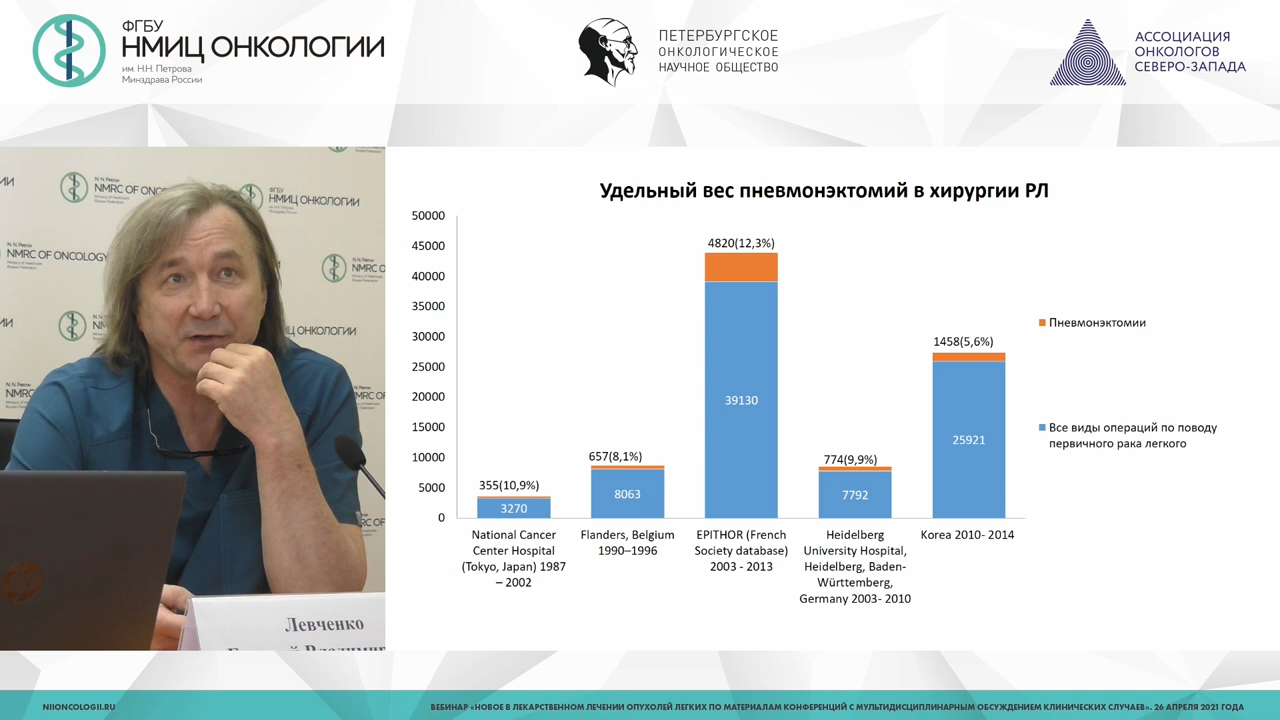 ФГБУ
НМИЦ ОНКОЛОГИИ
им. Н.Н. Петрова
Минздрава России
ПЕТЕРБУРГСКОЕ
ОНКОЛОГИЧЕСКОЕ
НАУЧНОЕ ОБЩЕСТВО
АССОЦИАЦИЯ
ОНКОЛОГОВ
СЕВЕРО-ЗАПАДА
NMRC OF ONCOLOGY
ФГБУ
НМИЦ ОНКОЛОГИИ
Левченко
Удельный вес пневмонэктомий в хирургии РЛ
50000
45000
40000
35000
30000
25000
20000
15000
10000
5000
0
355(10,9%)
3270
657(8,1%)
8063
4820(12,3%)
39130
774(9,9%)
7792
1458(5,6%)
25921
National Cancer
Center Hospital
(Tokyo, Japan) 1987
– 2002
Flanders, Belgium
1990–1996
EPITHOR (French
Society database)
2003 - 2013
Heidelberg
University Hospital,
Heidelberg, Baden-
Württemberg,
Germany 2003- 2010
Korea 2010- 2014
Пневмонэктомии
Все виды операций по поводу
первичного рака легкого
NIIONCOLOGII.RU
ВЕБИНАР «НОВОЕ В ЛЕКАРСТВЕННОМ ЛЕЧЕНИИ ОПУХОЛЕЙ ЛЕГКИХ ПО МАТЕРИАЛАМ КОНФЕРЕНЦИЙ С МУЛЬТИДИСЦИПЛИНАРНЫМ ОБСУЖДЕНИЕМ КЛИНИЧЕСКИХ СЛУЧАЕВ». 26 АПРЕЛЯ 2021 ГОДА